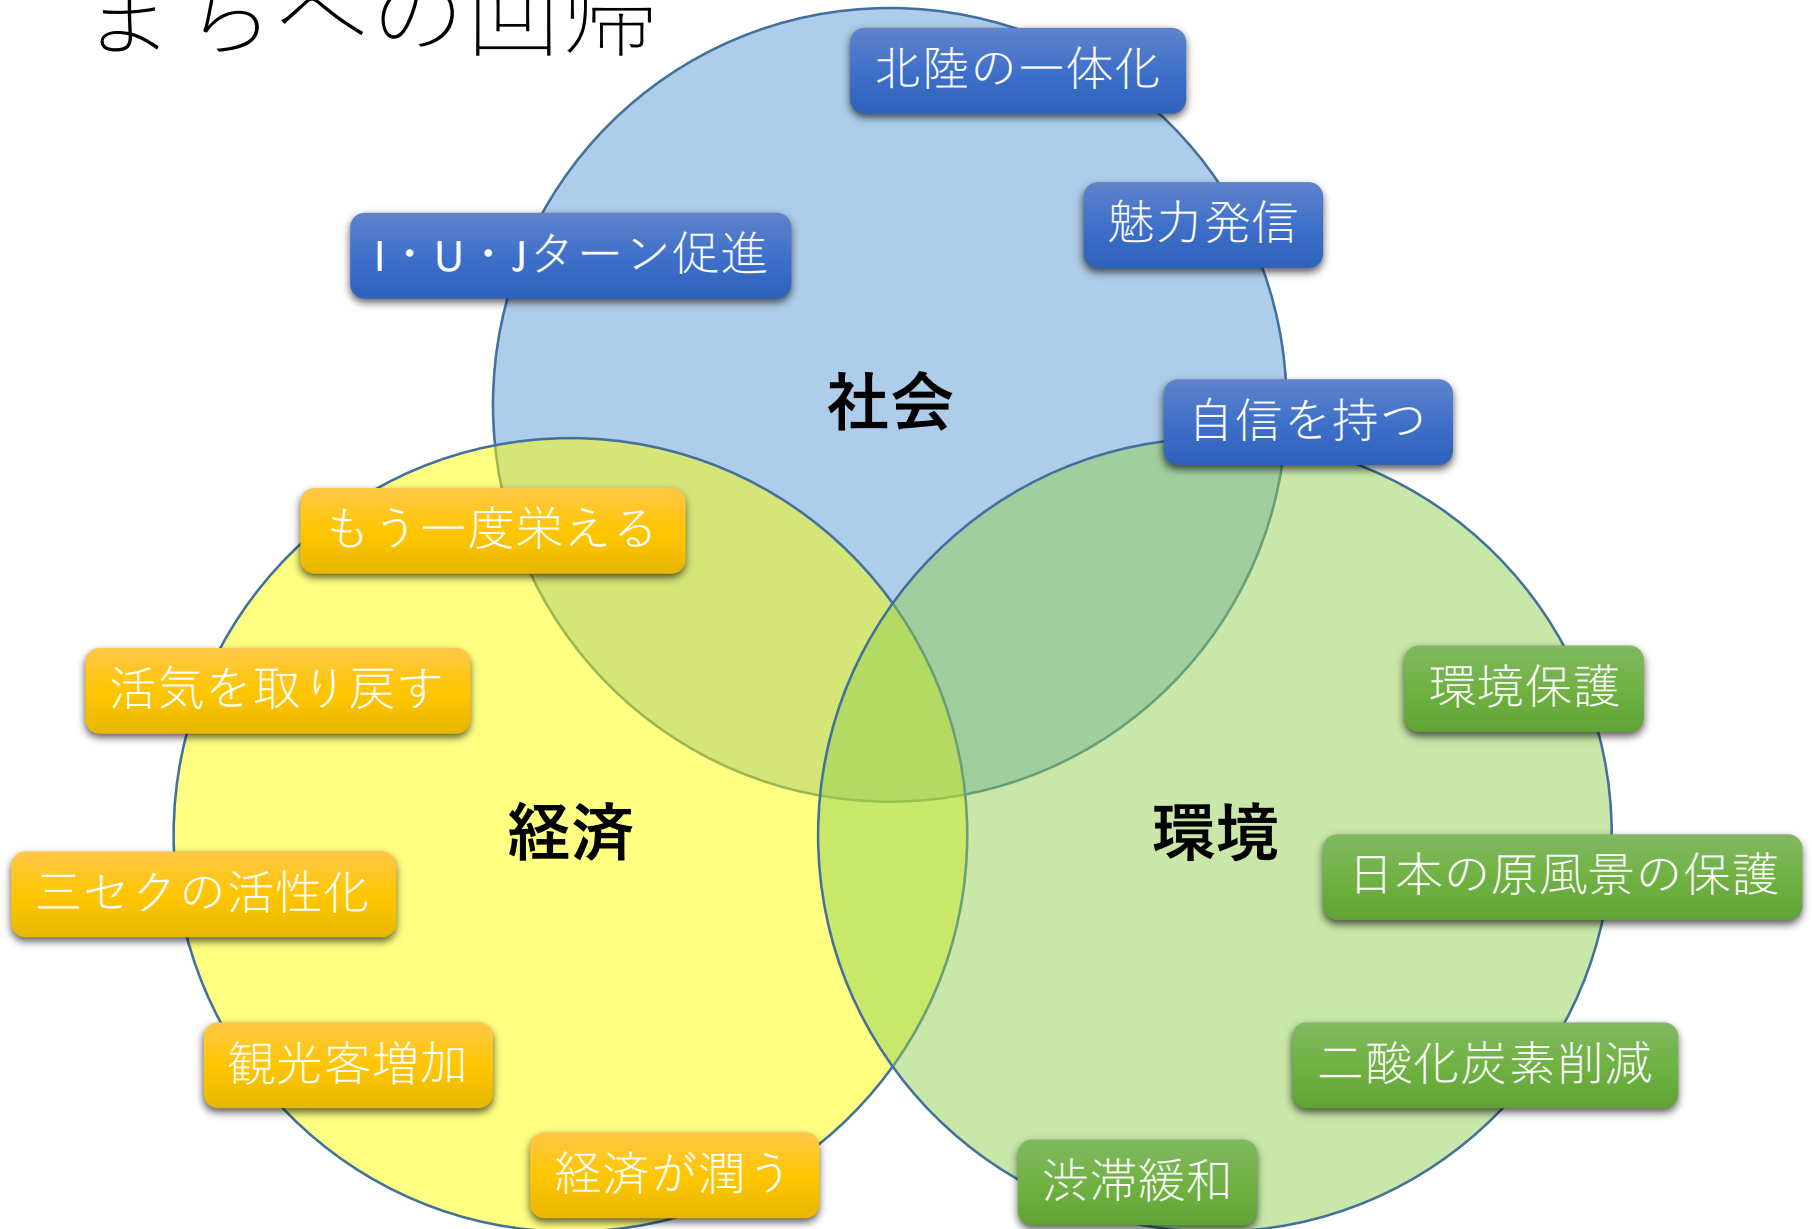 まちへの回帰
北陸の一体化
魅力発信
I・U・Jターン促進
社会
自信を持つ
もう一度栄える
活気を取り戻す
環境保護
経済
環境
三セクの活性化
日本の原風景の保護
観光客増加
二酸化炭素削減
経済が潤う
渋滞緩和